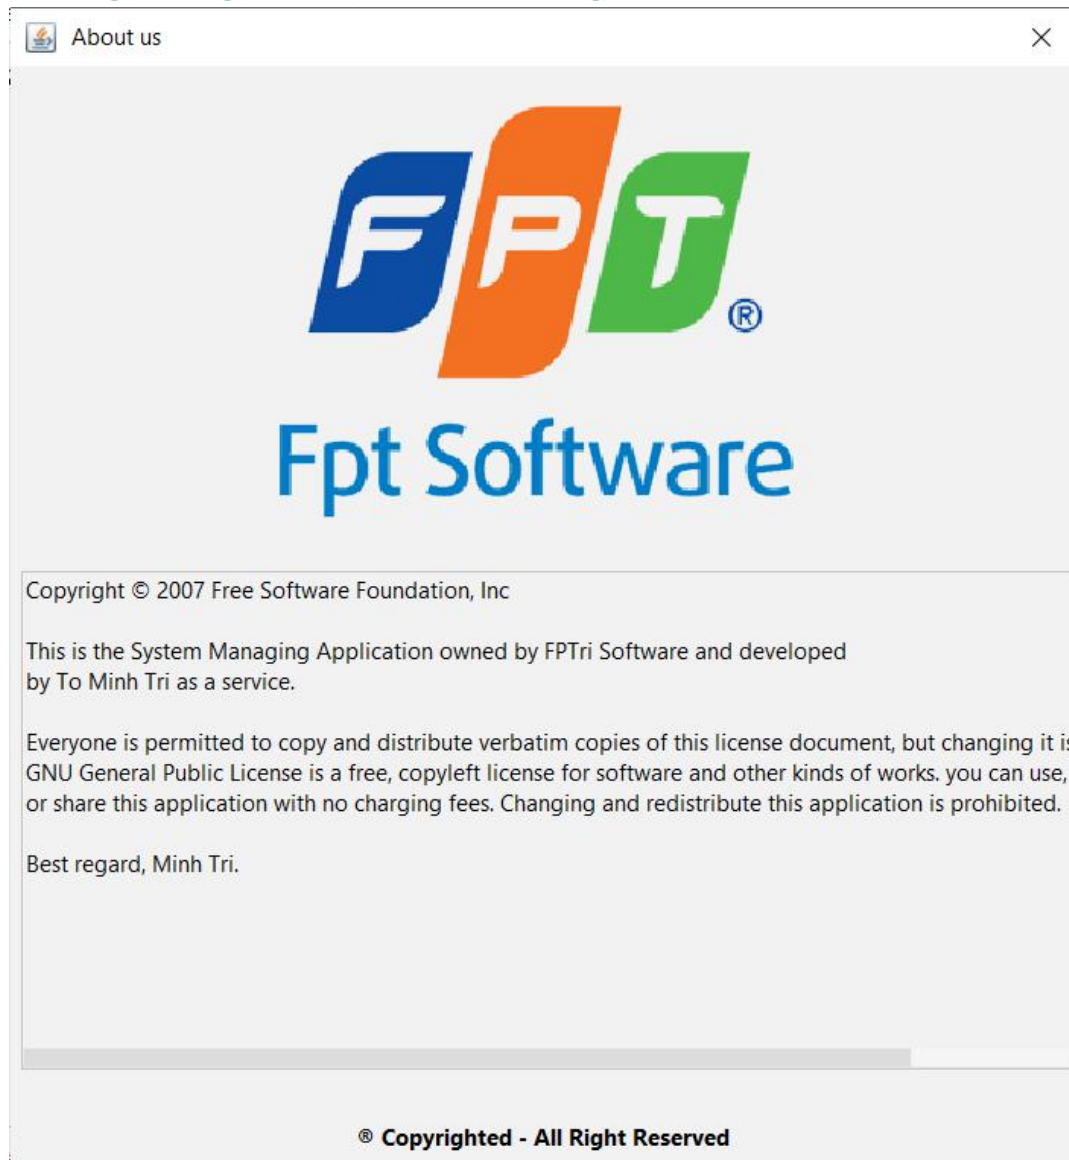 About us
FPT®
Fpt Software
Copyright © 2007 Free Software Foundation, Inc
This is the System Managing Application owned by FPTri Software and developed
by To Minh Tri as a service.
Everyone is permitted to copy and distribute verbatim copies of this license document, but changing it is
GNU General Public License is a free, copyleft license for software and other kinds of works. you can use,
or share this application with no charging fees. Changing and redistribute this application is prohibited.
Best regard, Minh Tri.
® Copyrighted - All Right Reserved